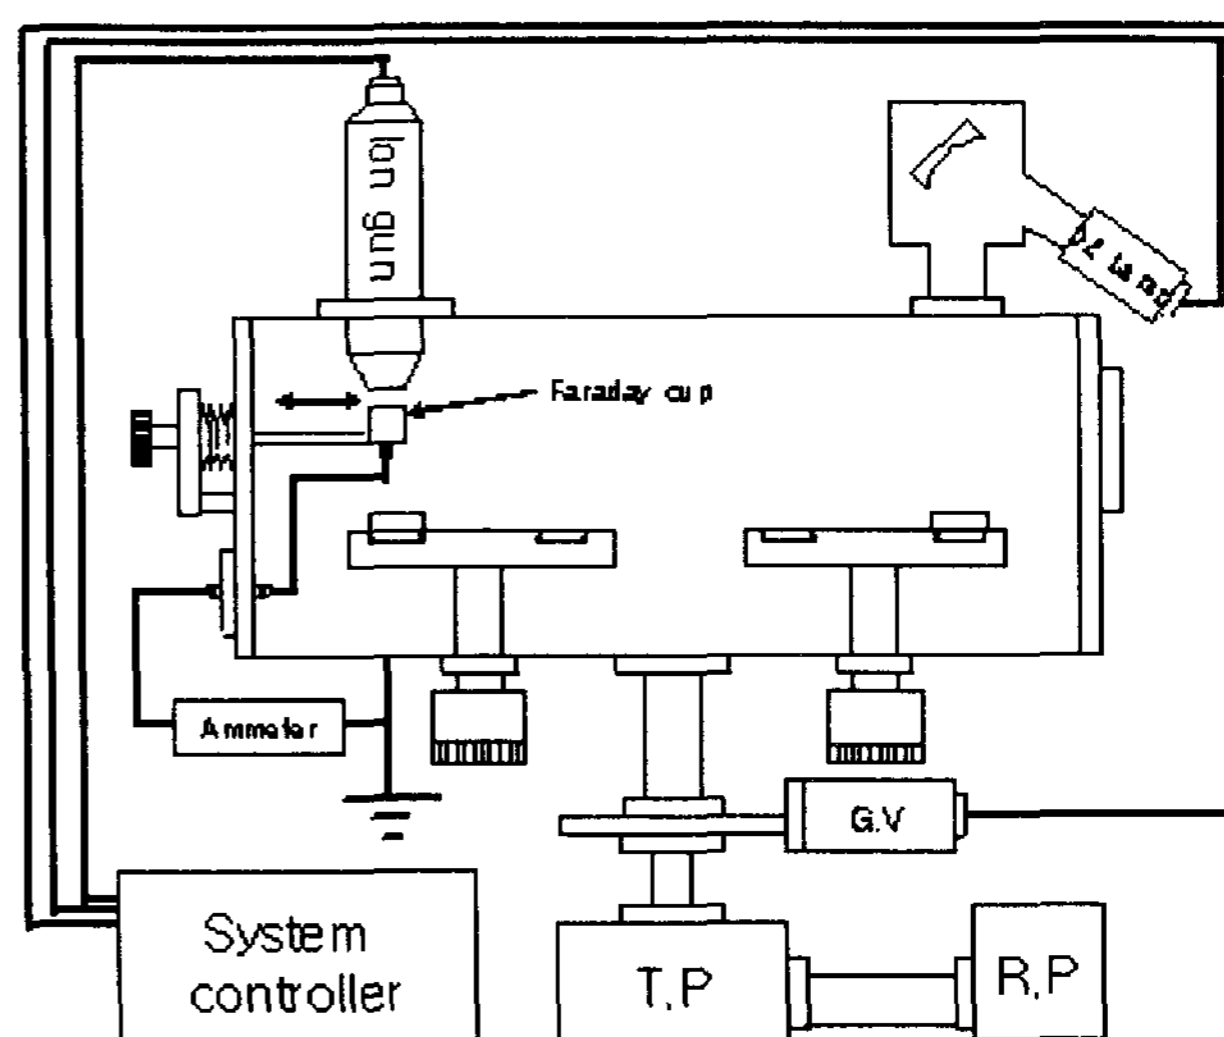 Ion gun
Faraday cup
Ammeter
G.V
System
controller
T.P
R.P